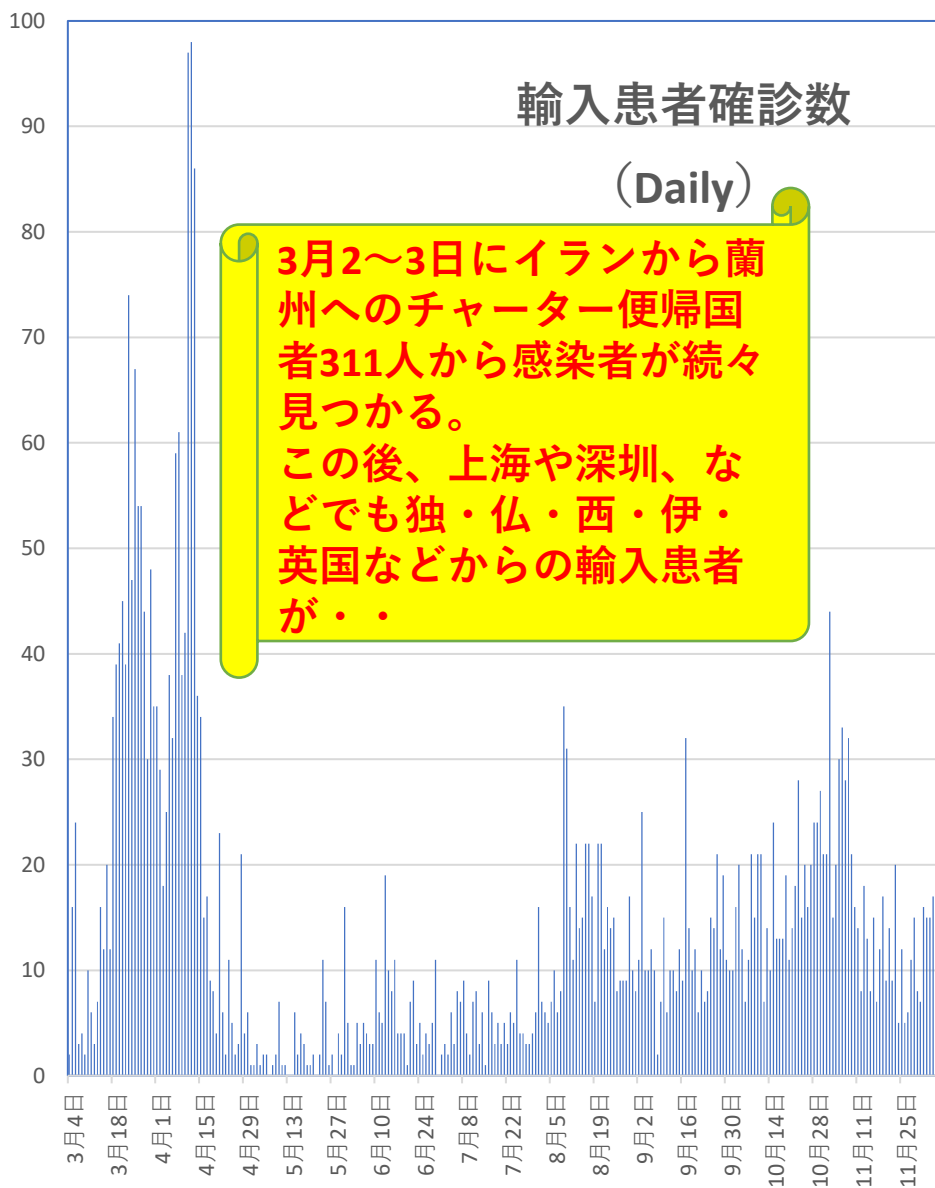 100
90
80
70
60
50
40
30
20
10
0
輸入患者確診数
（Daily）
3月2～3日にイランから蘭
州へのチャーター便帰国
者311人から感染者が続々
見つかる。
この後、上海や深圳、な
どでも独・仏・西・伊・
英国などからの輸入患者
が・・
3月4日
3月18日
4月1日
4月15日
4月29日
5月13日
5月27日
6月10日
6月24日
7月8日
7月22日
8月5日
8月19日
9月2日
9月16日
9月30日
10月14日
10月28日
11月11日
11月25日